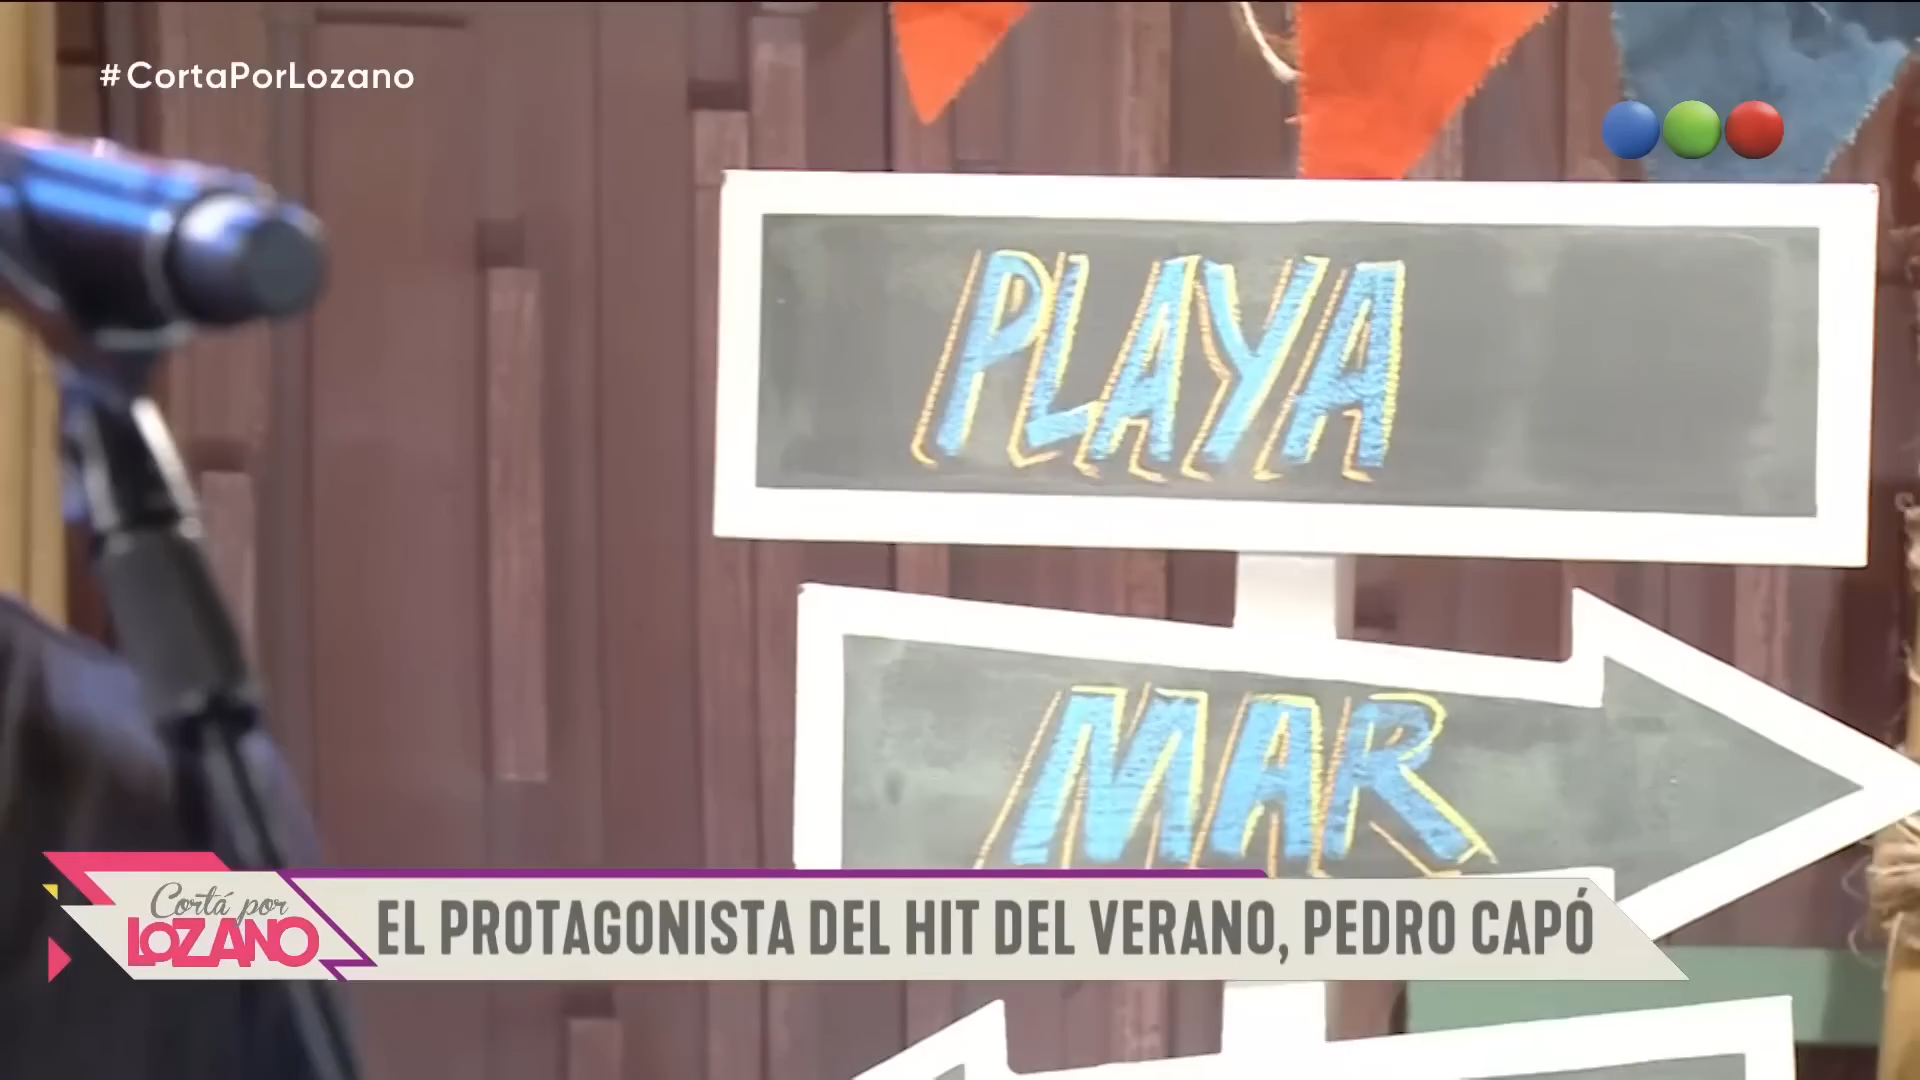 #CortaPorLozano
PLAYA
MAR
Cortá por
LOZANO
EL PROTAGONISTA DEL HIT DEL VERANO, PEDRO CAPÓ